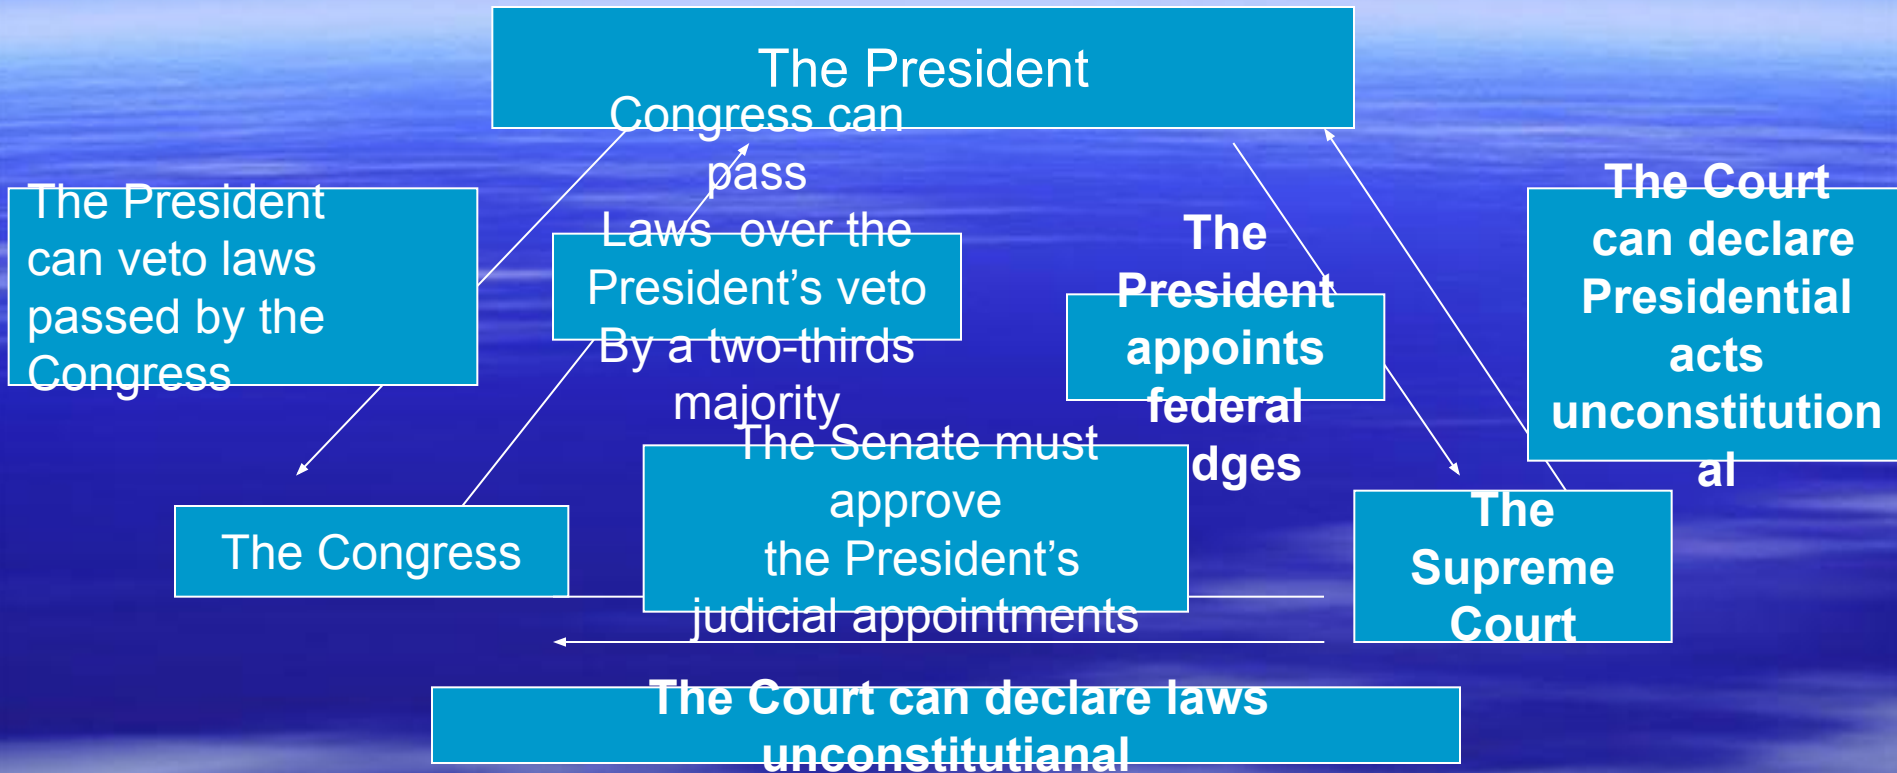 The President
Congress can
pass
Laws over the
President’s veto
By a two-thirds
majority
The President
can veto laws
passed by the
Congress
The
President
appoints
federal
dges
The Court
can declare
Presidential
acts
unconstitution
al
The Congress
The Senate must
approve
the President’s
judicial appointments
The
Supreme
Court
The Court can declare laws
unconstitutianal